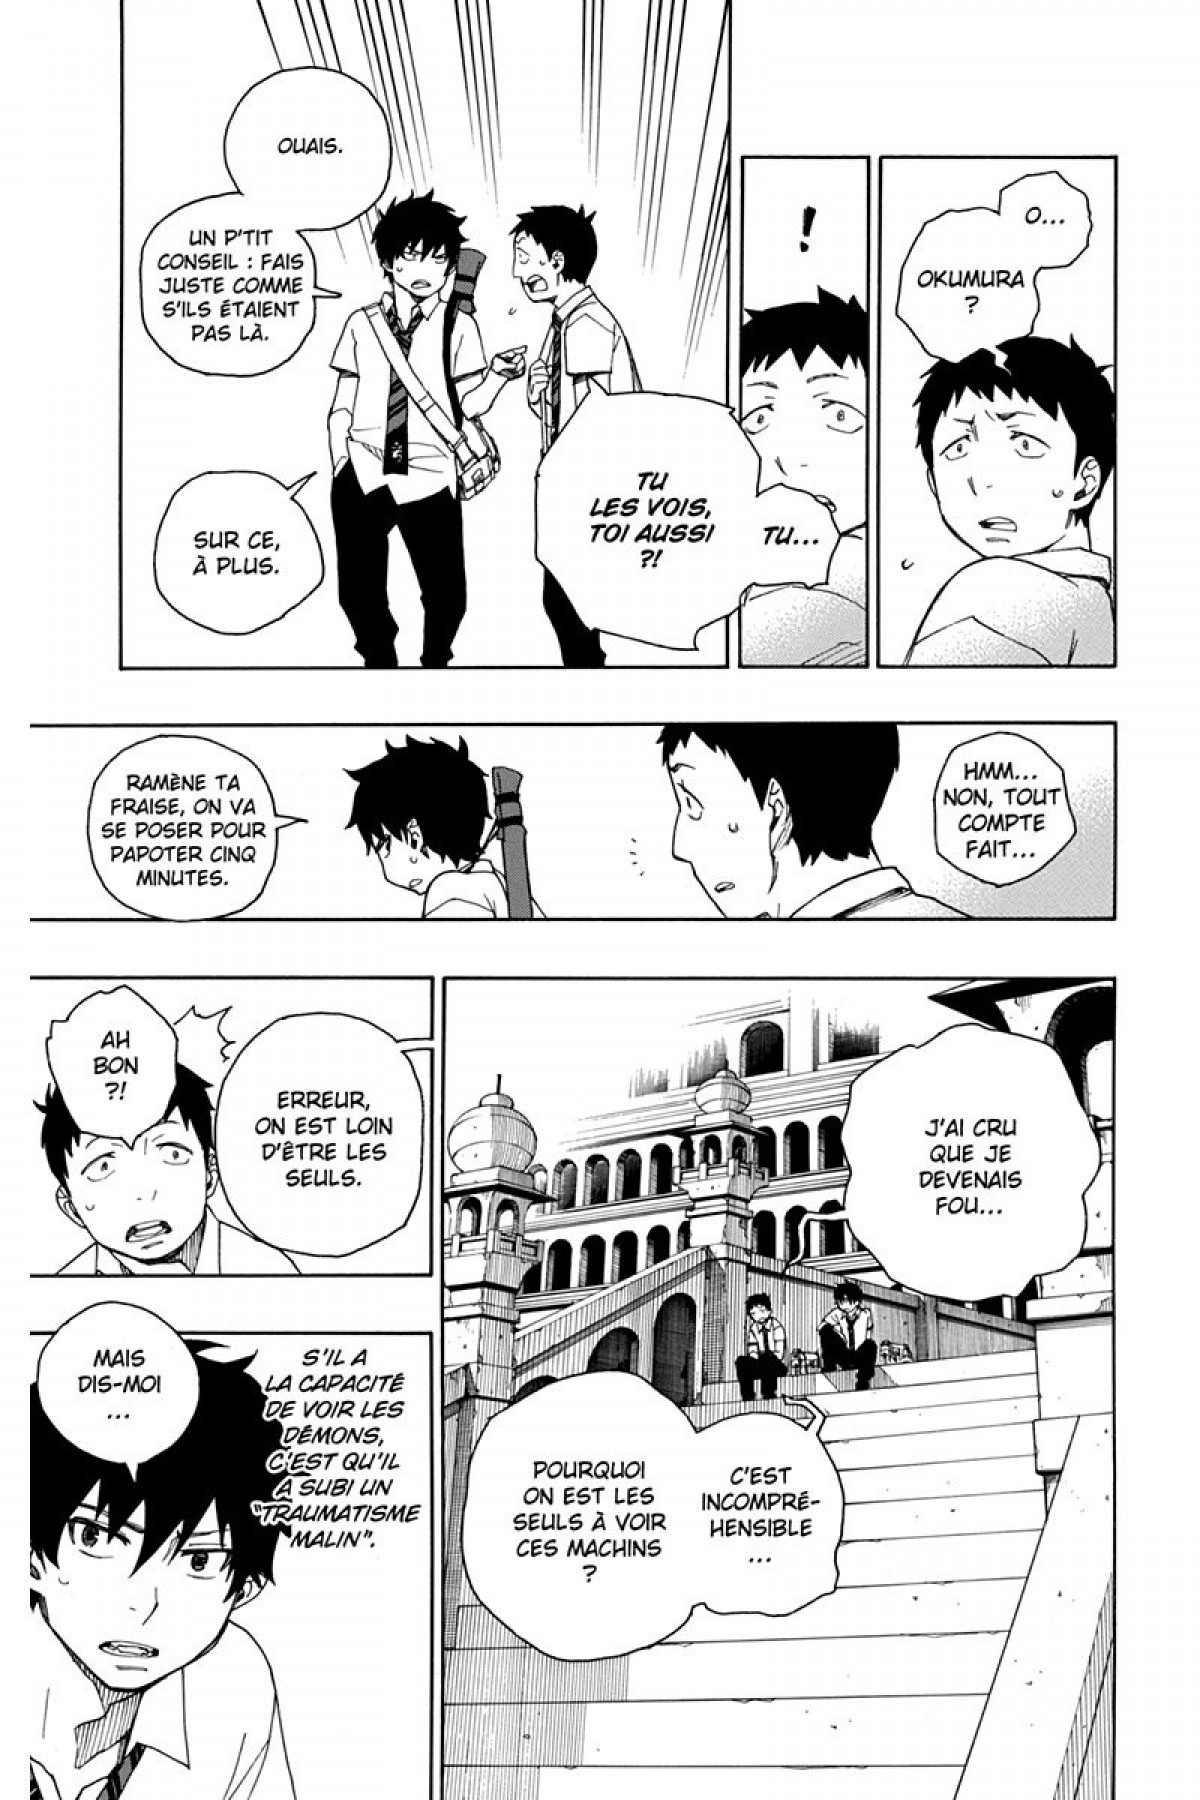 O...
OKUMURA
?
!
TU...
TU
LES VOIS,
TOI AUSSI
?!
OUAIS.
UN P'TIT
CONSEIL : FAIS
JUSTE COMME
S'ILS ÉTAIENT
PAS LÀ.
SUR CE,
À PLUS.
HMM...
NON, TOUT
COMPTE
FAIT...
RAMÈNE TA
FRAISE, ON VA
SE POSER POUR
PAPOTER CINQ
MINUTES.
J'AI CRU
QUE JE
DEVENAIS
FOU...
C'EST
INCOMPRÉ-
HENSIBLE
...
POURQUOI
ON EST LES
SEULS À VOIR
CES MACHINS
?
ERREUR,
ON EST LOIN
D'ÊTRE LES
SEULS.
AH
BON
?!
S'IL A
LA CAPACITÉ
DE VOIR LES
DÉMONS,
C'EST QU'IL
A SUBI UN
"TRAUMATISME
MALIN".
MAIS
DIS-MOI
...